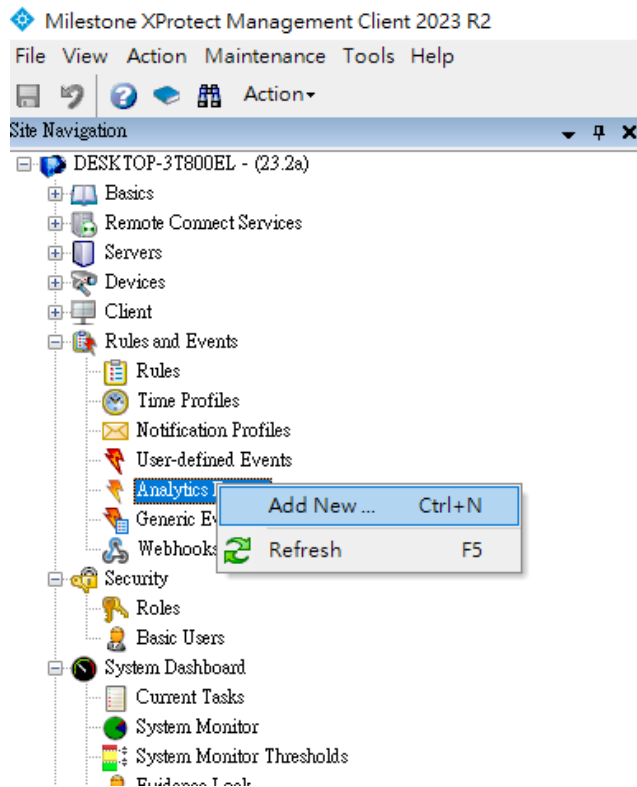 Milestone XProtect Management Client 2023 R2
File View Action Maintenance Tools Help
Action
Site Navigation
DESKTOP-3T800EL - (23.2a)
Basics
Remote Connect Services
Servers
Devices
Client
Rules and Events
Rules
Time Profiles
Notification Profiles
User-defined Events
Analytics
Add New ... Ctrl+N
Generic
Webhooks
Refresh F5
Security
Roles
Basic Users
System Dashboard
Current Tasks
System Monitor
System Monitor Thresholds
Evidence Lock